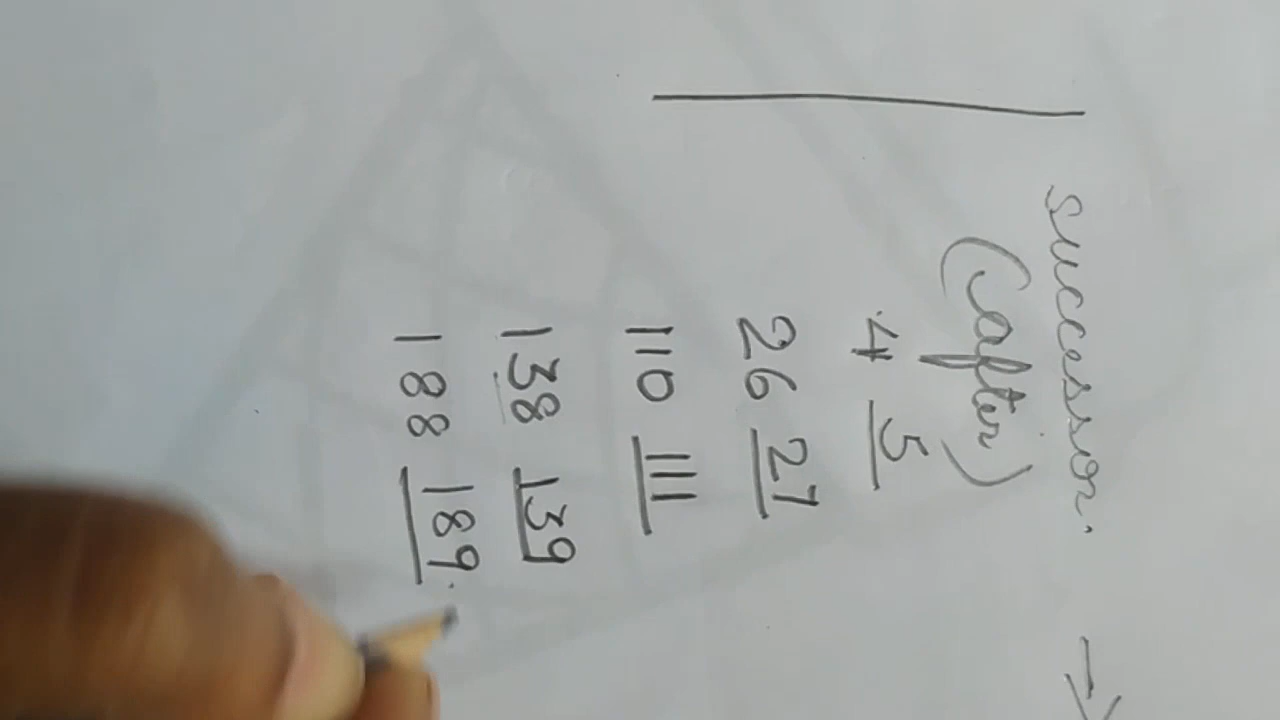 successor. →
(after)
4 5
26 27
110 111
138 139
188 189